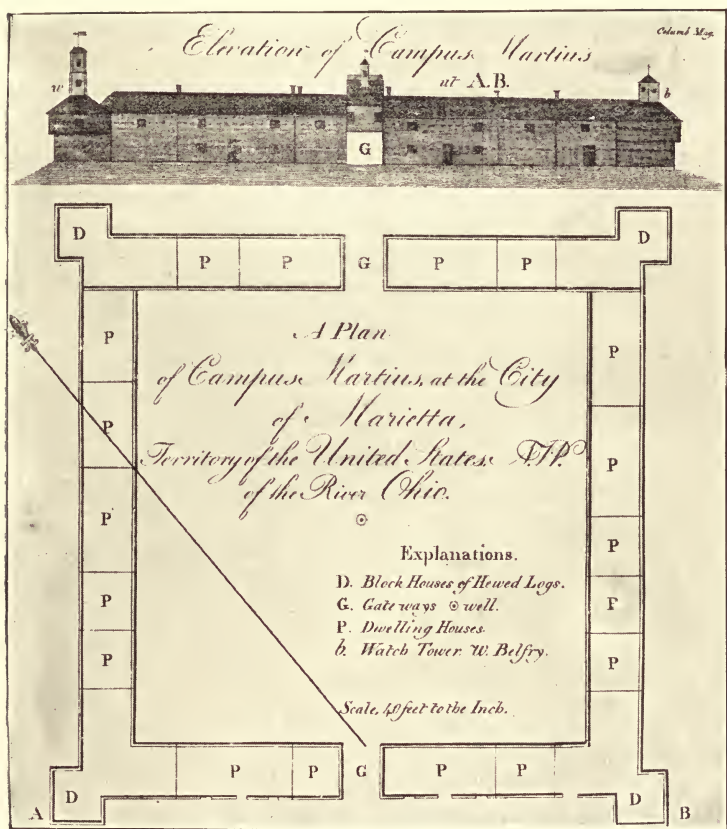 Columb Mag.
Elevation of Campus Martius
at A.B.
w
b
G
D
P
P
G
P
P
D
P
P
P
P
P
P
P
P
F
P
A Plan
of Campus Martius, at the City
of Marietta,
Territory of the United States. N.W.
of the River Ohio.
Explanations.
D. Block Houses of Hewed Logs.
G. Gate ways ⊙ well.
P. Dwelling Houses.
b. Watch Tower. W. Belfry.
Scale, 40 feet to the Inch.
A
D
P
P
G
P
P
D
B